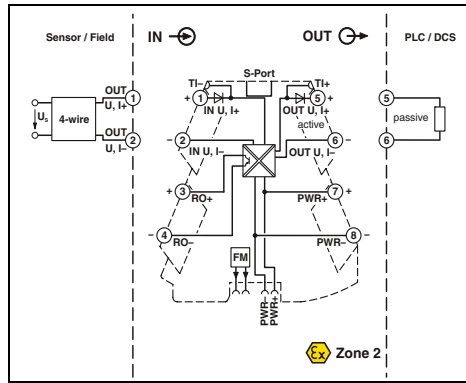 Sensor / Field
IN
OUT
PLC / DCS
S-Port
TI–
TI+
OUT
U, I+
1
+
1
IN U, I+
OUT U, I+
5
+
5
Us
4-wire
active
passive
OUT
U, I–
2
–
2
IN U, I–
OUT U, I–
6
–
6
+
3
RO+
PWR+
7
+
–
4
RO–
PWR–
8
–
FM
PWR–
PWR+
Ex
Zone 2